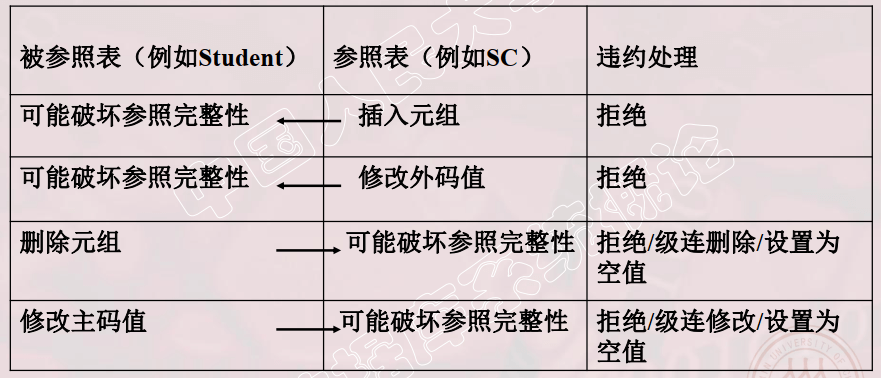 被参照表（例如Student） 参照表（例如SC） 违约处理
可能破坏参照完整性 插入元组 拒绝
可能破坏参照完整性 修改外码值 拒绝
删除元组 可能破坏参照完整性 拒绝/级连删除/设置为
空值
修改主码值 可能破坏参照完整性 拒绝/级连修改/设置为
空值